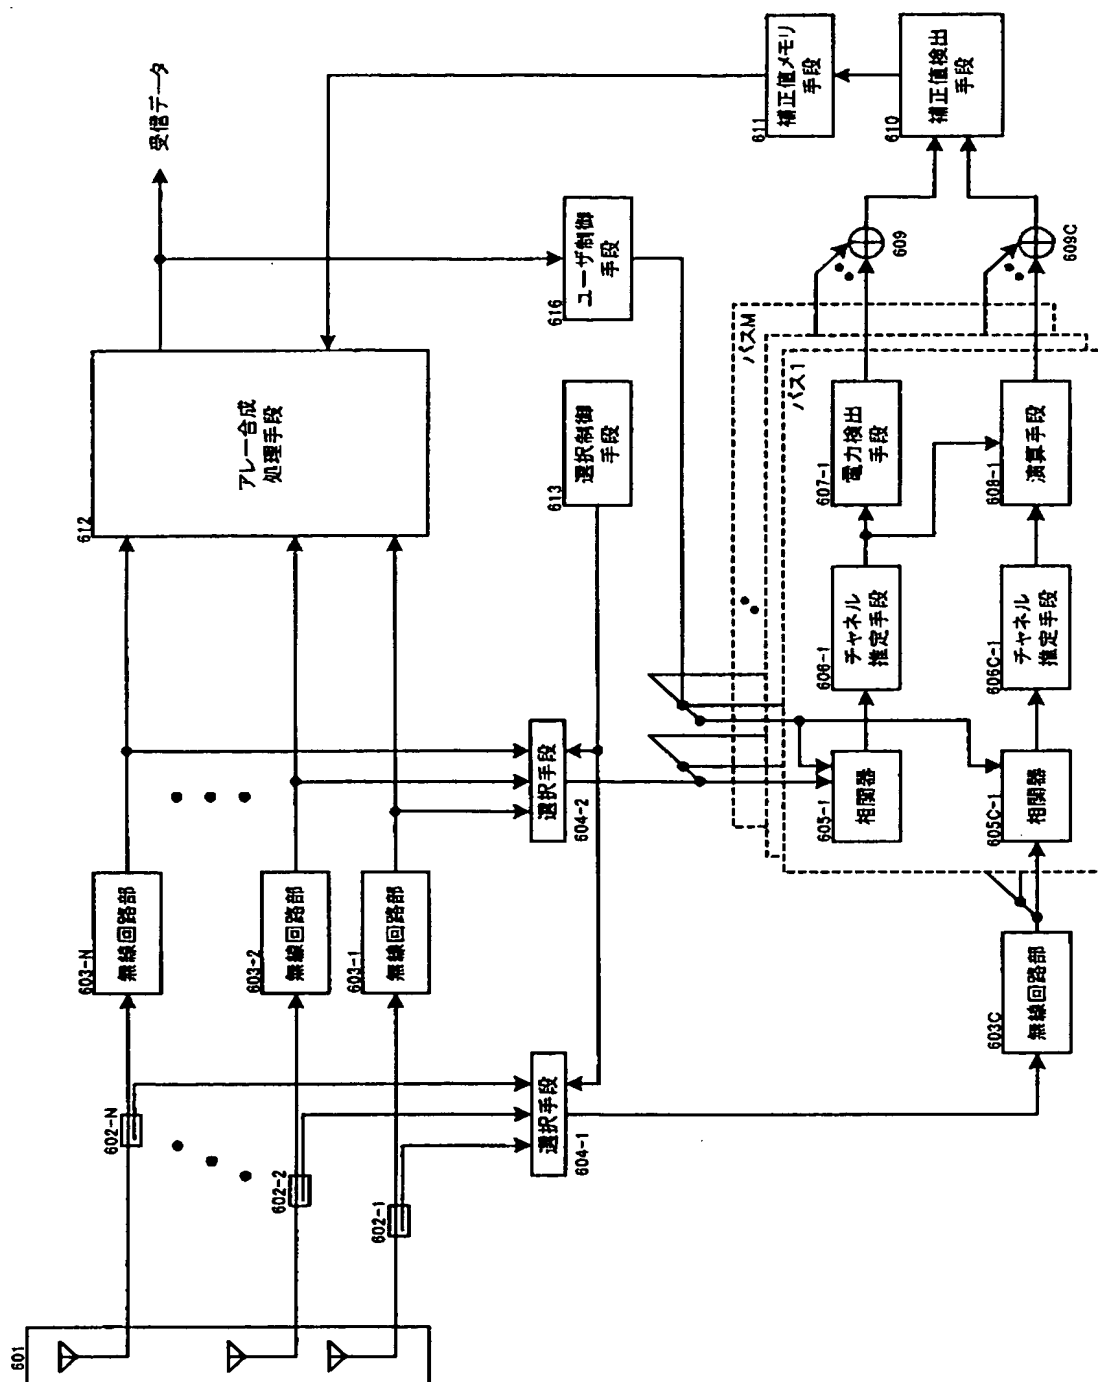 601
602-N
602-2
602-1
603-N
無線回路部
603-2
無線回路部
603-1
無線回路部
604-1
選択手段
604-2
選択手段
612
アレー合成
処理手段
受信データ
613
選択制御
手段
616
ユーザ制御
手段
611
補正値メモリ
手段
610
補正値検出
手段
603C
無線回路部
パスM
パス1
605-1
相関器
606-1
チャネル
推定手段
607-1
電力検出
手段
609
605C-1
相関器
606C-1
チャネル
推定手段
608-1
演算手段
609C